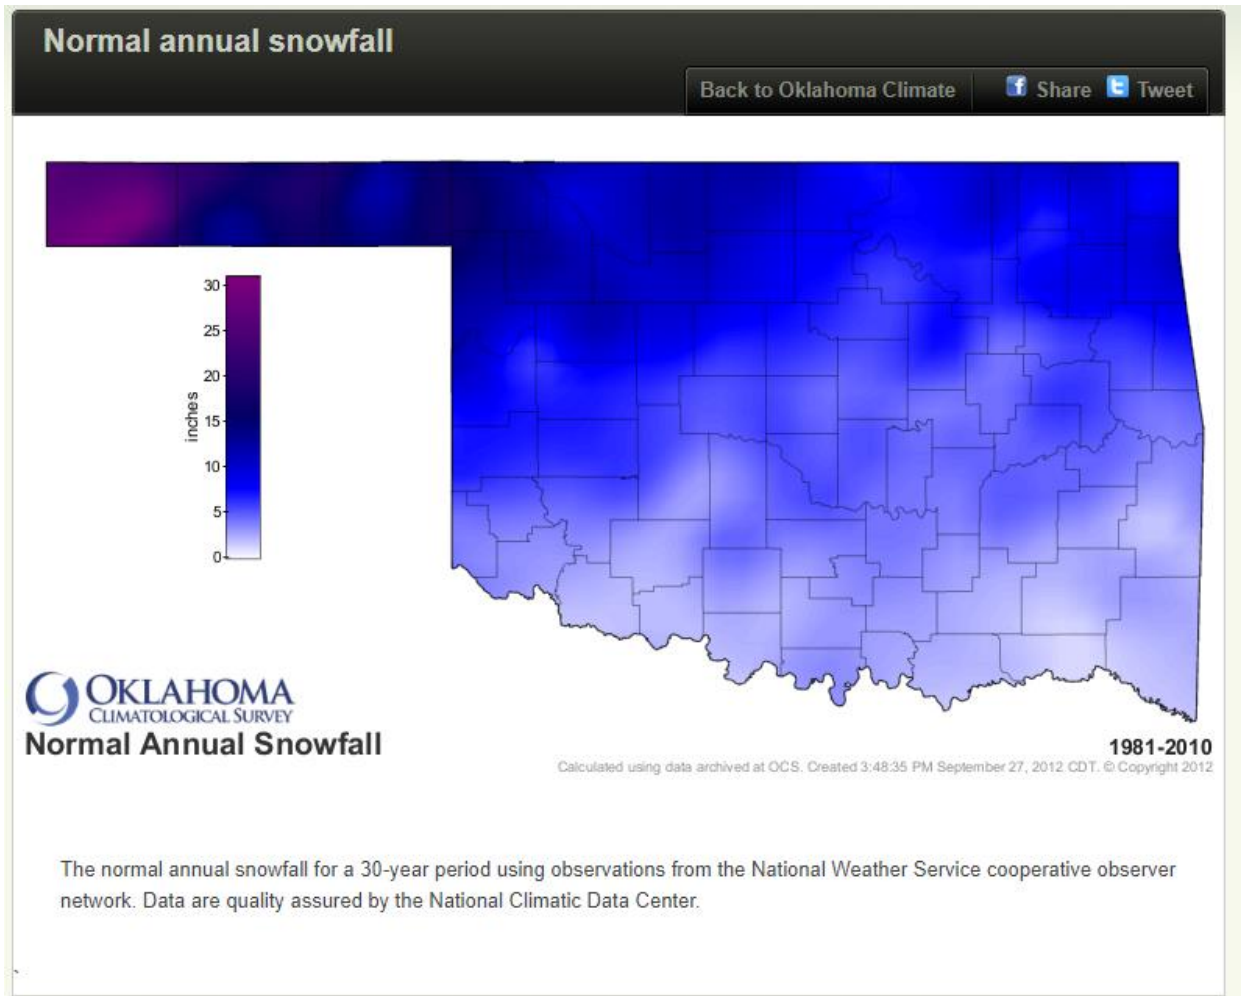 Normal annual snowfall
Back to Oklahoma Climate
Share
Tweet
30
25
20
15
10
5
0
inches
OKLAHOMA
CLIMATOLOGICAL SURVEY
Normal Annual Snowfall
1981-2010
Calculated using data archived at OCS. Created 3:48:35 PM September 27, 2012 CDT. © Copyright 2012
The normal annual snowfall for a 30-year period using observations from the National Weather Service cooperative observer
network. Data are quality assured by the National Climatic Data Center.